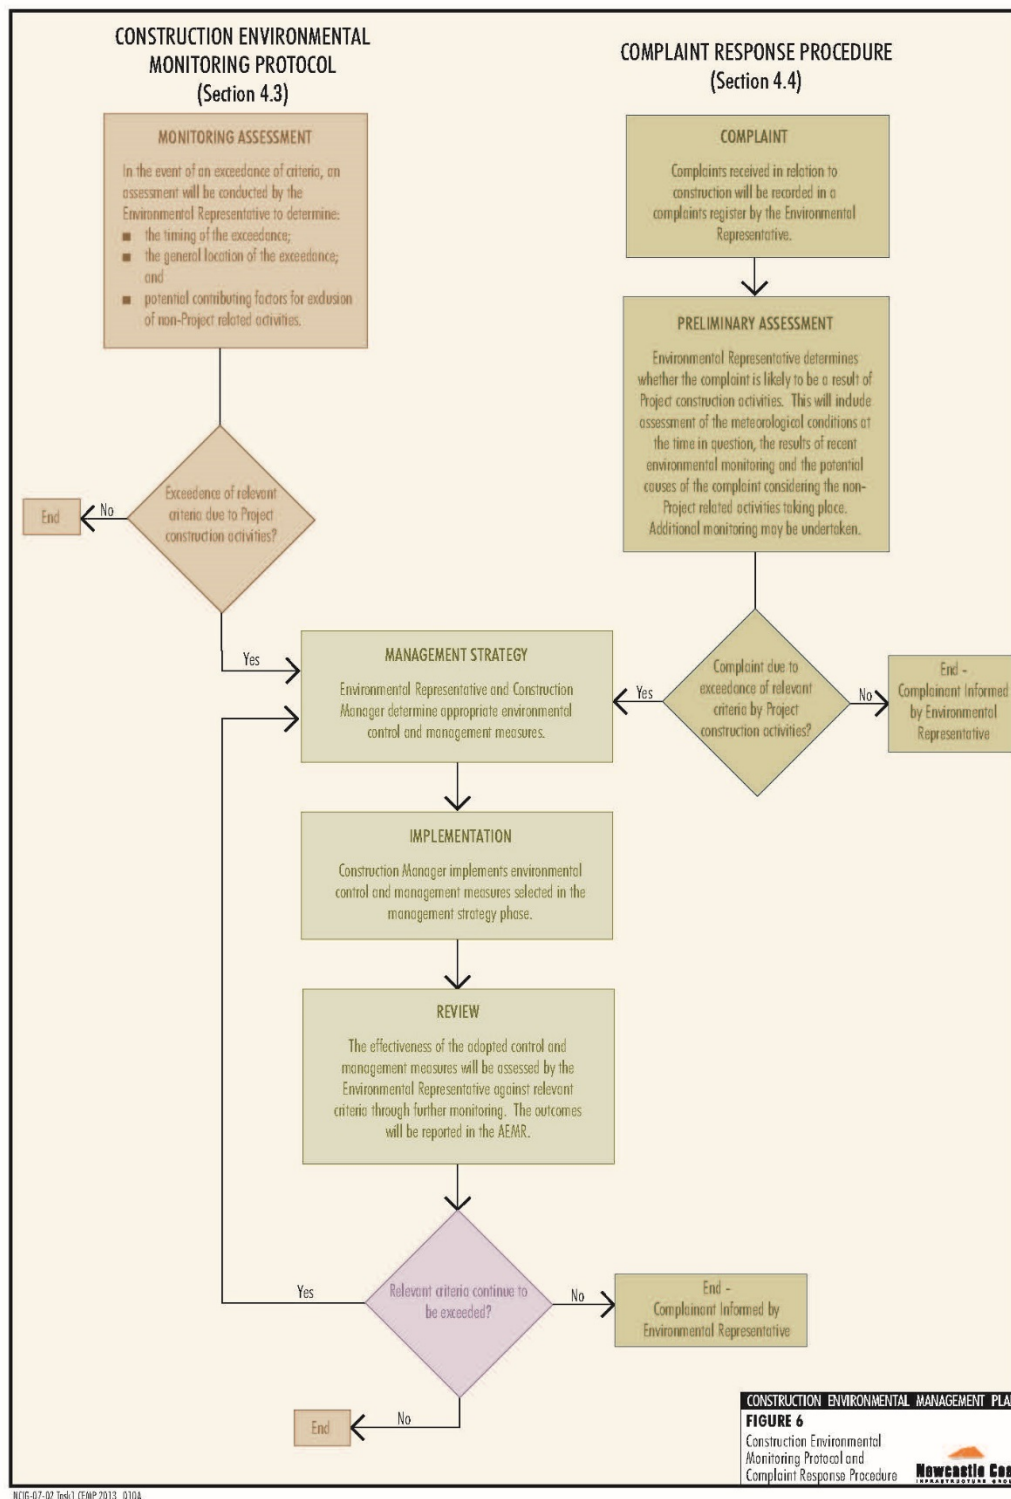 CONSTRUCTION ENVIRONMENTAL
MONITORING PROTOCOL
(Section 4.3)
MONITORING ASSESSMENT
In the event of an exceedance of criteria, an
assessment will be conducted by the
Environmental Representative to determine:
■ the timing of the exceedance;
■ the general location of the exceedance;
and
■ potential contributing factors for exclusion
of non-Project related activities.
Exceedence of relevant
criteria due to Project
construction activities?
No
End
Yes
COMPLAINT RESPONSE PROCEDURE
(Section 4.4)
COMPLAINT
Complaints received in relation to
construction will be recorded in a
complaints register by the Environmental
Representative.
PRELIMINARY ASSESSMENT
Environmental Representative determines
whether the complaint is likely to be a result of
Project construction activities. This will include
assessment of the meteorological conditions at
the time in question, the results of recent
environmental monitoring and the potential
causes of the complaint considering the non-
Project related activities taking place.
Additional monitoring may be undertaken.
Complaint due to
exceedance of relevant
criteria by Project
construction activities?
Yes
No
End -
Complainant Informed
by Environmental
Representative
MANAGEMENT STRATEGY
Environmental Representative and Construction
Manager determine appropriate environmental
control and management measures.
IMPLEMENTATION
Construction Manager implements environmental
control and management measures selected in the
management strategy phase.
REVIEW
The effectiveness of the adopted control and
management measures will be assessed by the
Environmental Representative against relevant
criteria through further monitoring. The outcomes
will be reported in the AEMR.
Relevant criteria continue to
be exceeded?
Yes
No
End -
Complainant Informed by
Environmental Representative
No
End
CONSTRUCTION ENVIRONMENTAL MANAGEMENT PLA
FIGURE 6
Construction Environmental
Monitoring Protocol and
Complaint Response Procedure
Newcastle Coa
INFRASTRUCTURE GROU
NCIG-07-02 Task1 CEMP 2013_010A